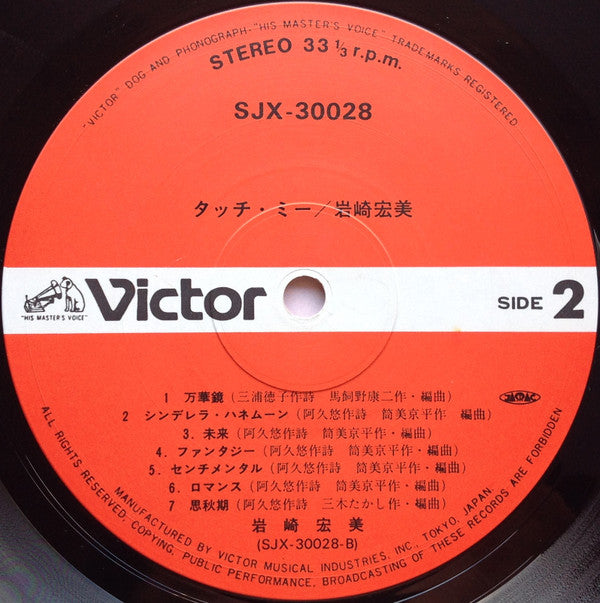 "VICTOR" DOG AND PHONOGRAPH-"HIS MASTER'S VOICE" TRADEMARKS REGISTERED
STEREO 33 1/3 r.p.m.
SJX-30028
タッチ・ミー／岩崎宏美
"HIS MASTER'S VOICE"
Victor
SIDE 2
1 万華鏡(三浦徳子作詩 馬飼野康二作・編曲)
2 シンデレラ・ハネムーン(阿久悠作詩 筒美京平作・編曲)
3. 未来(阿久悠作詩 筒美京平作・編曲)
4. ファンタジー(阿久悠作詩 筒美京平作・編曲)
5. センチメンタル(阿久悠作詩 筒美京平作・編曲)
6. ロマンス(阿久悠作詩 筒美京平作・編曲)
7 思秋期(阿久悠作詩 三木たかし作・編曲)
JASRAC
岩崎宏美
(SJX-30028-B)
MANUFACTURED BY VICTOR MUSICAL INDUSTRIES, INC., TOKYO, JAPAN.
ALL RIGHTS RESERVED, COPYING, PUBLIC PERFORMANCE, BROADCASTING OF THESE RECORDS ARE FORBIDDEN